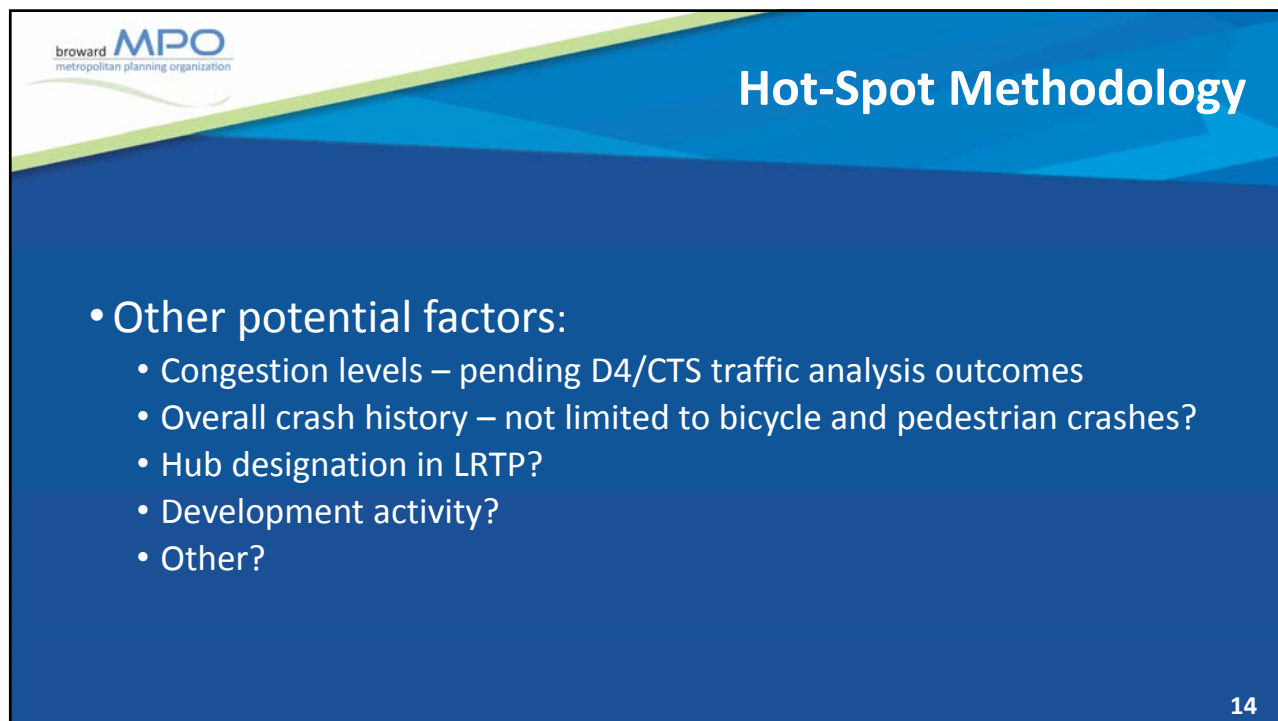 broward MPO
metropolitan planning organization
Hot-Spot Methodology
• Other potential factors:
• Congestion levels – pending D4/CTS traffic analysis outcomes
• Overall crash history – not limited to bicycle and pedestrian crashes?
• Hub designation in LRTP?
• Development activity?
• Other?
14